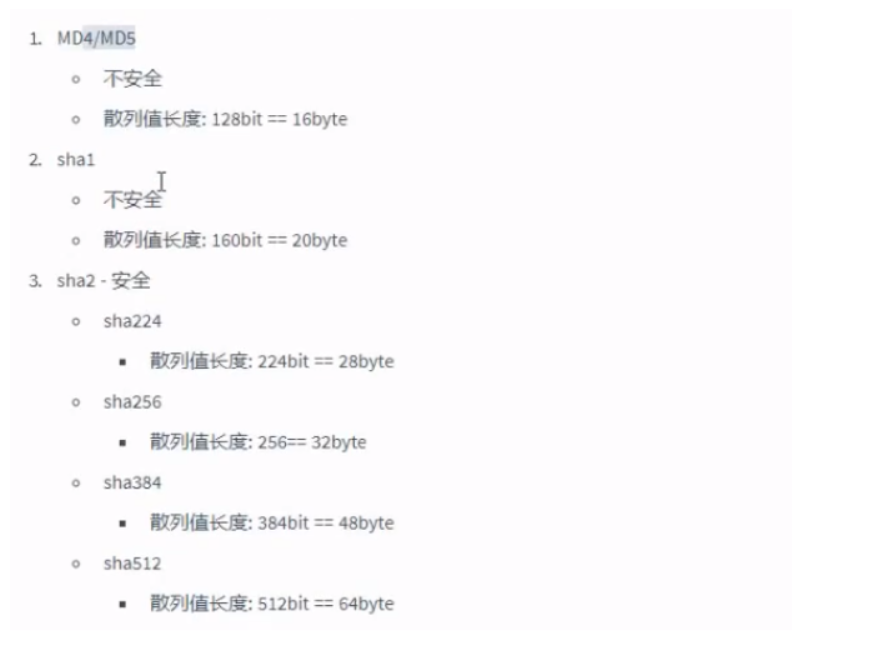 1. MD4/MD5
不安全
散列值长度: 128bit == 16byte
2. sha1
不安全
散列值长度: 160bit == 20byte
3. sha2 - 安全
sha224
散列值长度: 224bit == 28byte
sha256
散列值长度: 256== 32byte
sha384
散列值长度: 384bit == 48byte
sha512
散列值长度: 512bit == 64byte